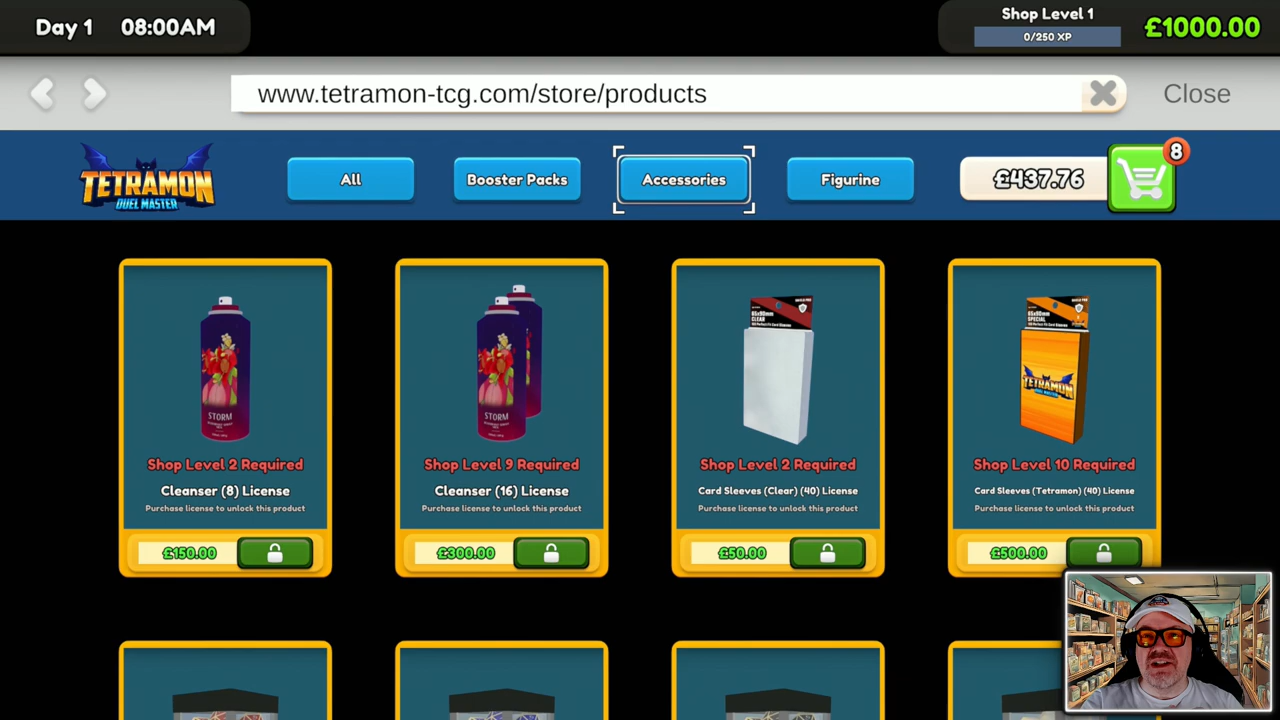 Day 1 08:00AM
Shop Level 1
0/250 XP
£1000.00
www.tetramon-tcg.com/store/products
Close
TETRAMON
DUEL MASTER
All
Booster Packs
Accessories
Figurine
£437.76
8
STORM
Shop Level 2 Required
Cleanser (8) License
Purchase license to unlock this product
£150.00
STORM
Shop Level 9 Required
Cleanser (16) License
Purchase license to unlock this product
£300.00
65x90mm
CLEAR
Shop Level 2 Required
Card Sleeves (Clear) (40) License
Purchase license to unlock this product
£50.00
65x90mm
SPECIAL
TETRAMON
Shop Level 10 Required
Card Sleeves (Tetramon) (40) License
Purchase license to unlock this product
£500.00